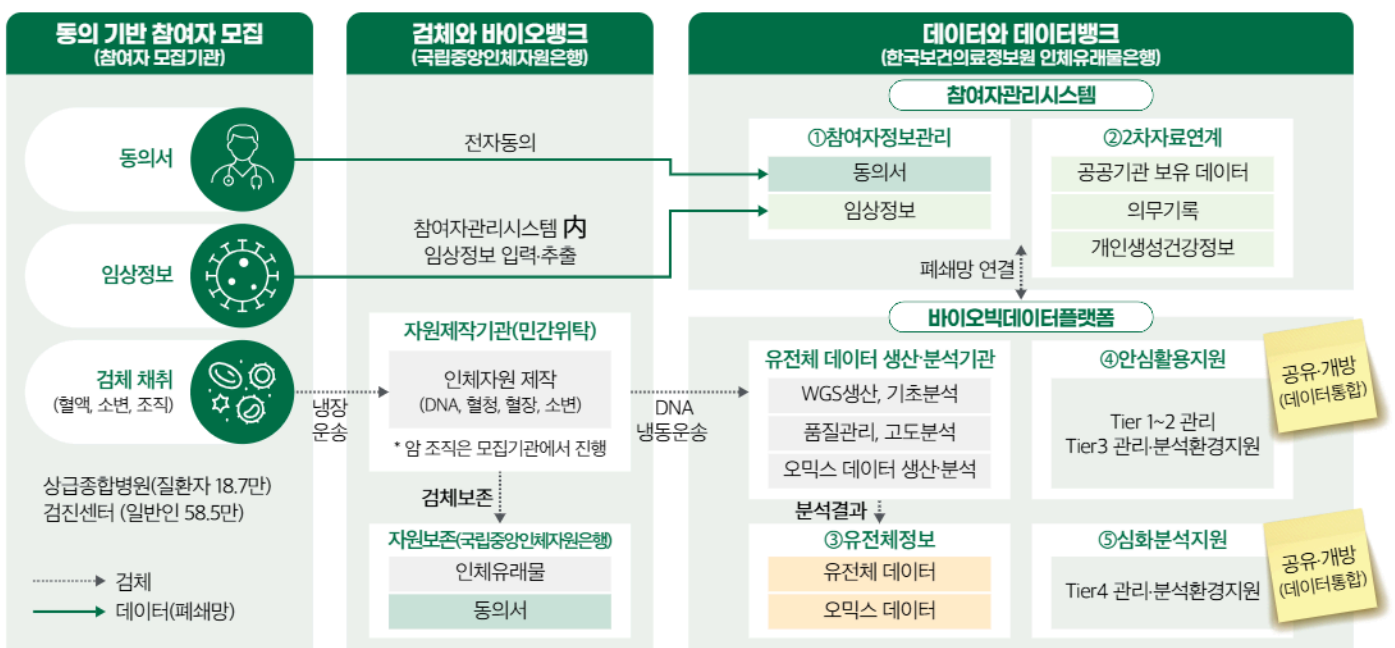 동의 기반 참여자 모집
(참여자 모집기관)
동의서
임상정보
검체 채취
(혈액, 소변, 조직)
상급종합병원(질환자 18.7만)
검진센터 (일반인 58.5만)
검체
데이터(폐쇄망)
검체와 바이오뱅크
(국립중앙인체자원은행)
전자동의
참여자관리시스템 内
임상정보 입력·추출
냉장
운송
자원제작기관(민간위탁)
인체자원 제작
(DNA, 혈청, 혈장, 소변)
* 암 조직은 모집기관에서 진행
검체보존
자원보존(국립중앙인체자원은행)
인체유래물
동의서
DNA
냉동운송
데이터와 데이터뱅크
(한국보건의료정보원 인체유래물은행)
참여자관리시스템
①참여자정보관리
동의서
임상정보
②2차자료연계
공공기관 보유 데이터
의무기록
개인생성건강정보
폐쇄망 연결
바이오빅데이터플랫폼
유전체 데이터 생산·분석기관
WGS생산, 기초분석
품질관리, 고도분석
오믹스 데이터 생산·분석
분석결과
③유전체정보
유전체 데이터
오믹스 데이터
④안심활용지원
Tier 1~2 관리
Tier3 관리·분석환경지원
공유·개방
(데이터통합)
⑤심화분석지원
Tier4 관리·분석환경지원
공유·개방
(데이터통합)